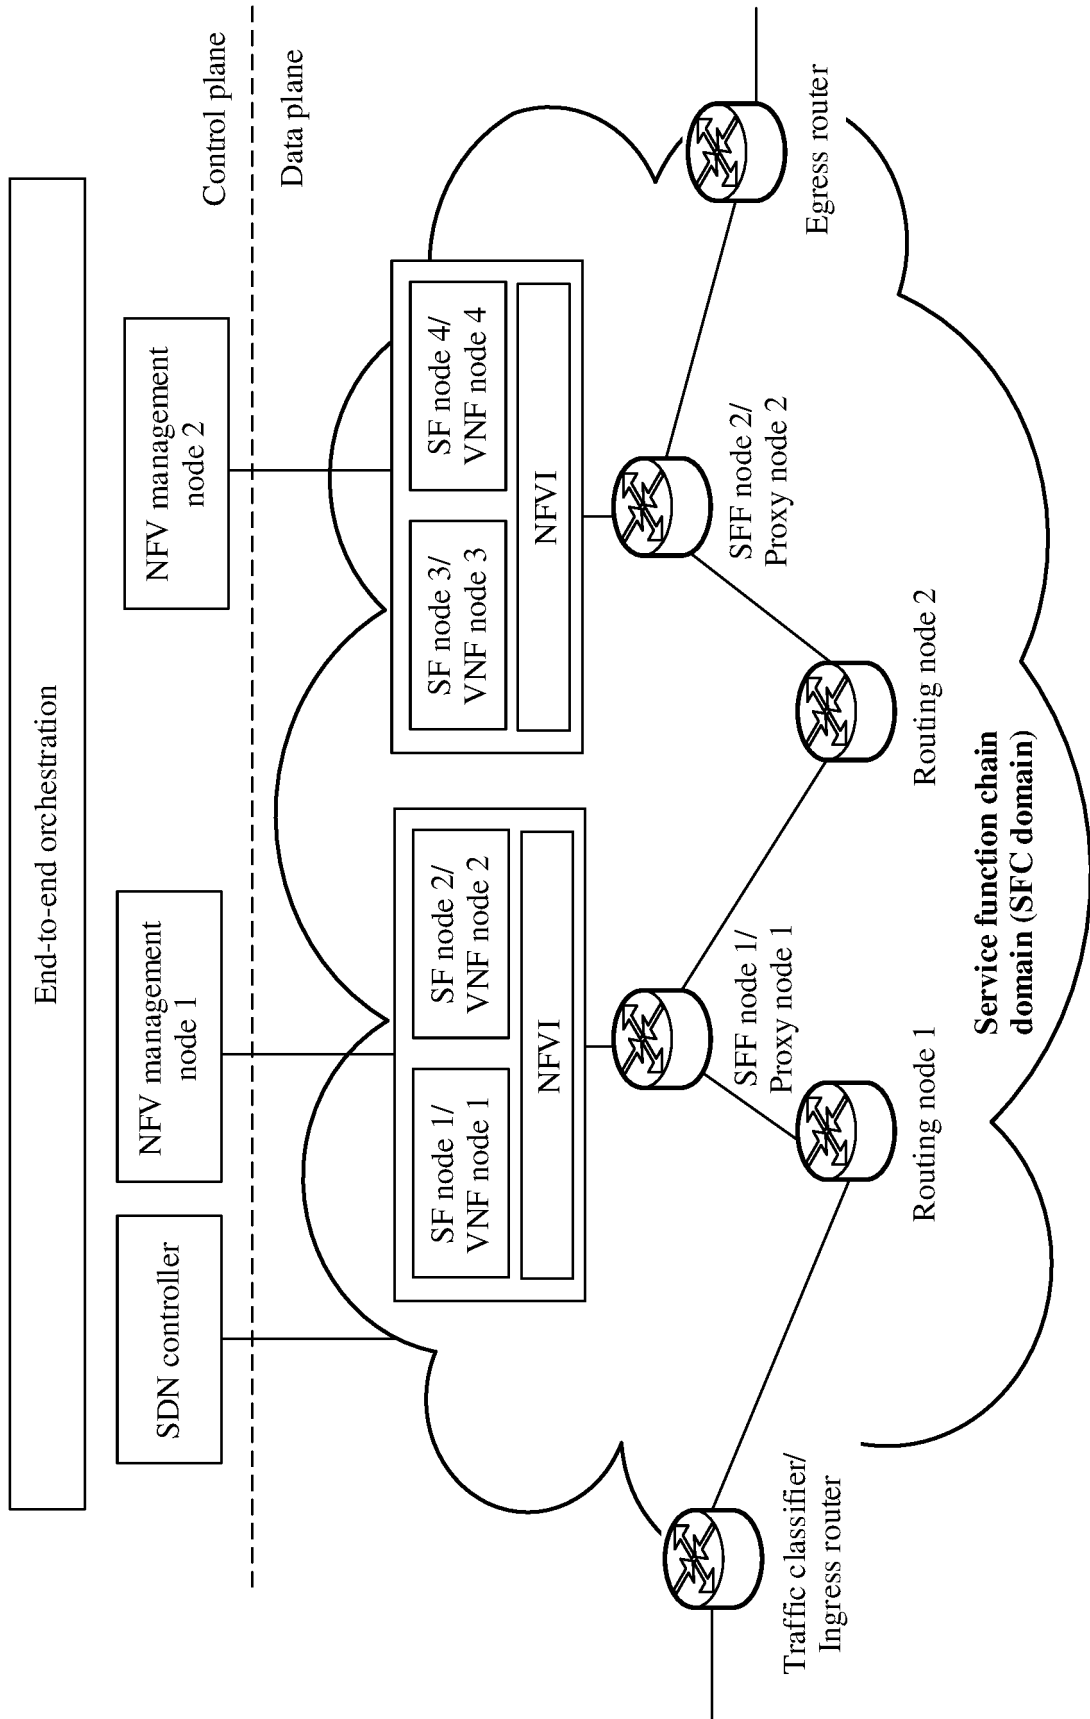 End-to-end orchestration
SDN controller
NFV management
node 1
NFV management
node 2
Control plane
Data plane
SF node 1/
VNF node 1
SF node 2/
VNF node 2
NFVI
SF node 3/
VNF node 3
SF node 4/
VNF node 4
NFVI
Traffic classifier/
Ingress router
SFF node 1/
Proxy node 1
SFF node 2/
Proxy node 2
Egress router
Routing node 1
Routing node 2
Service function chain
domain (SFC domain)